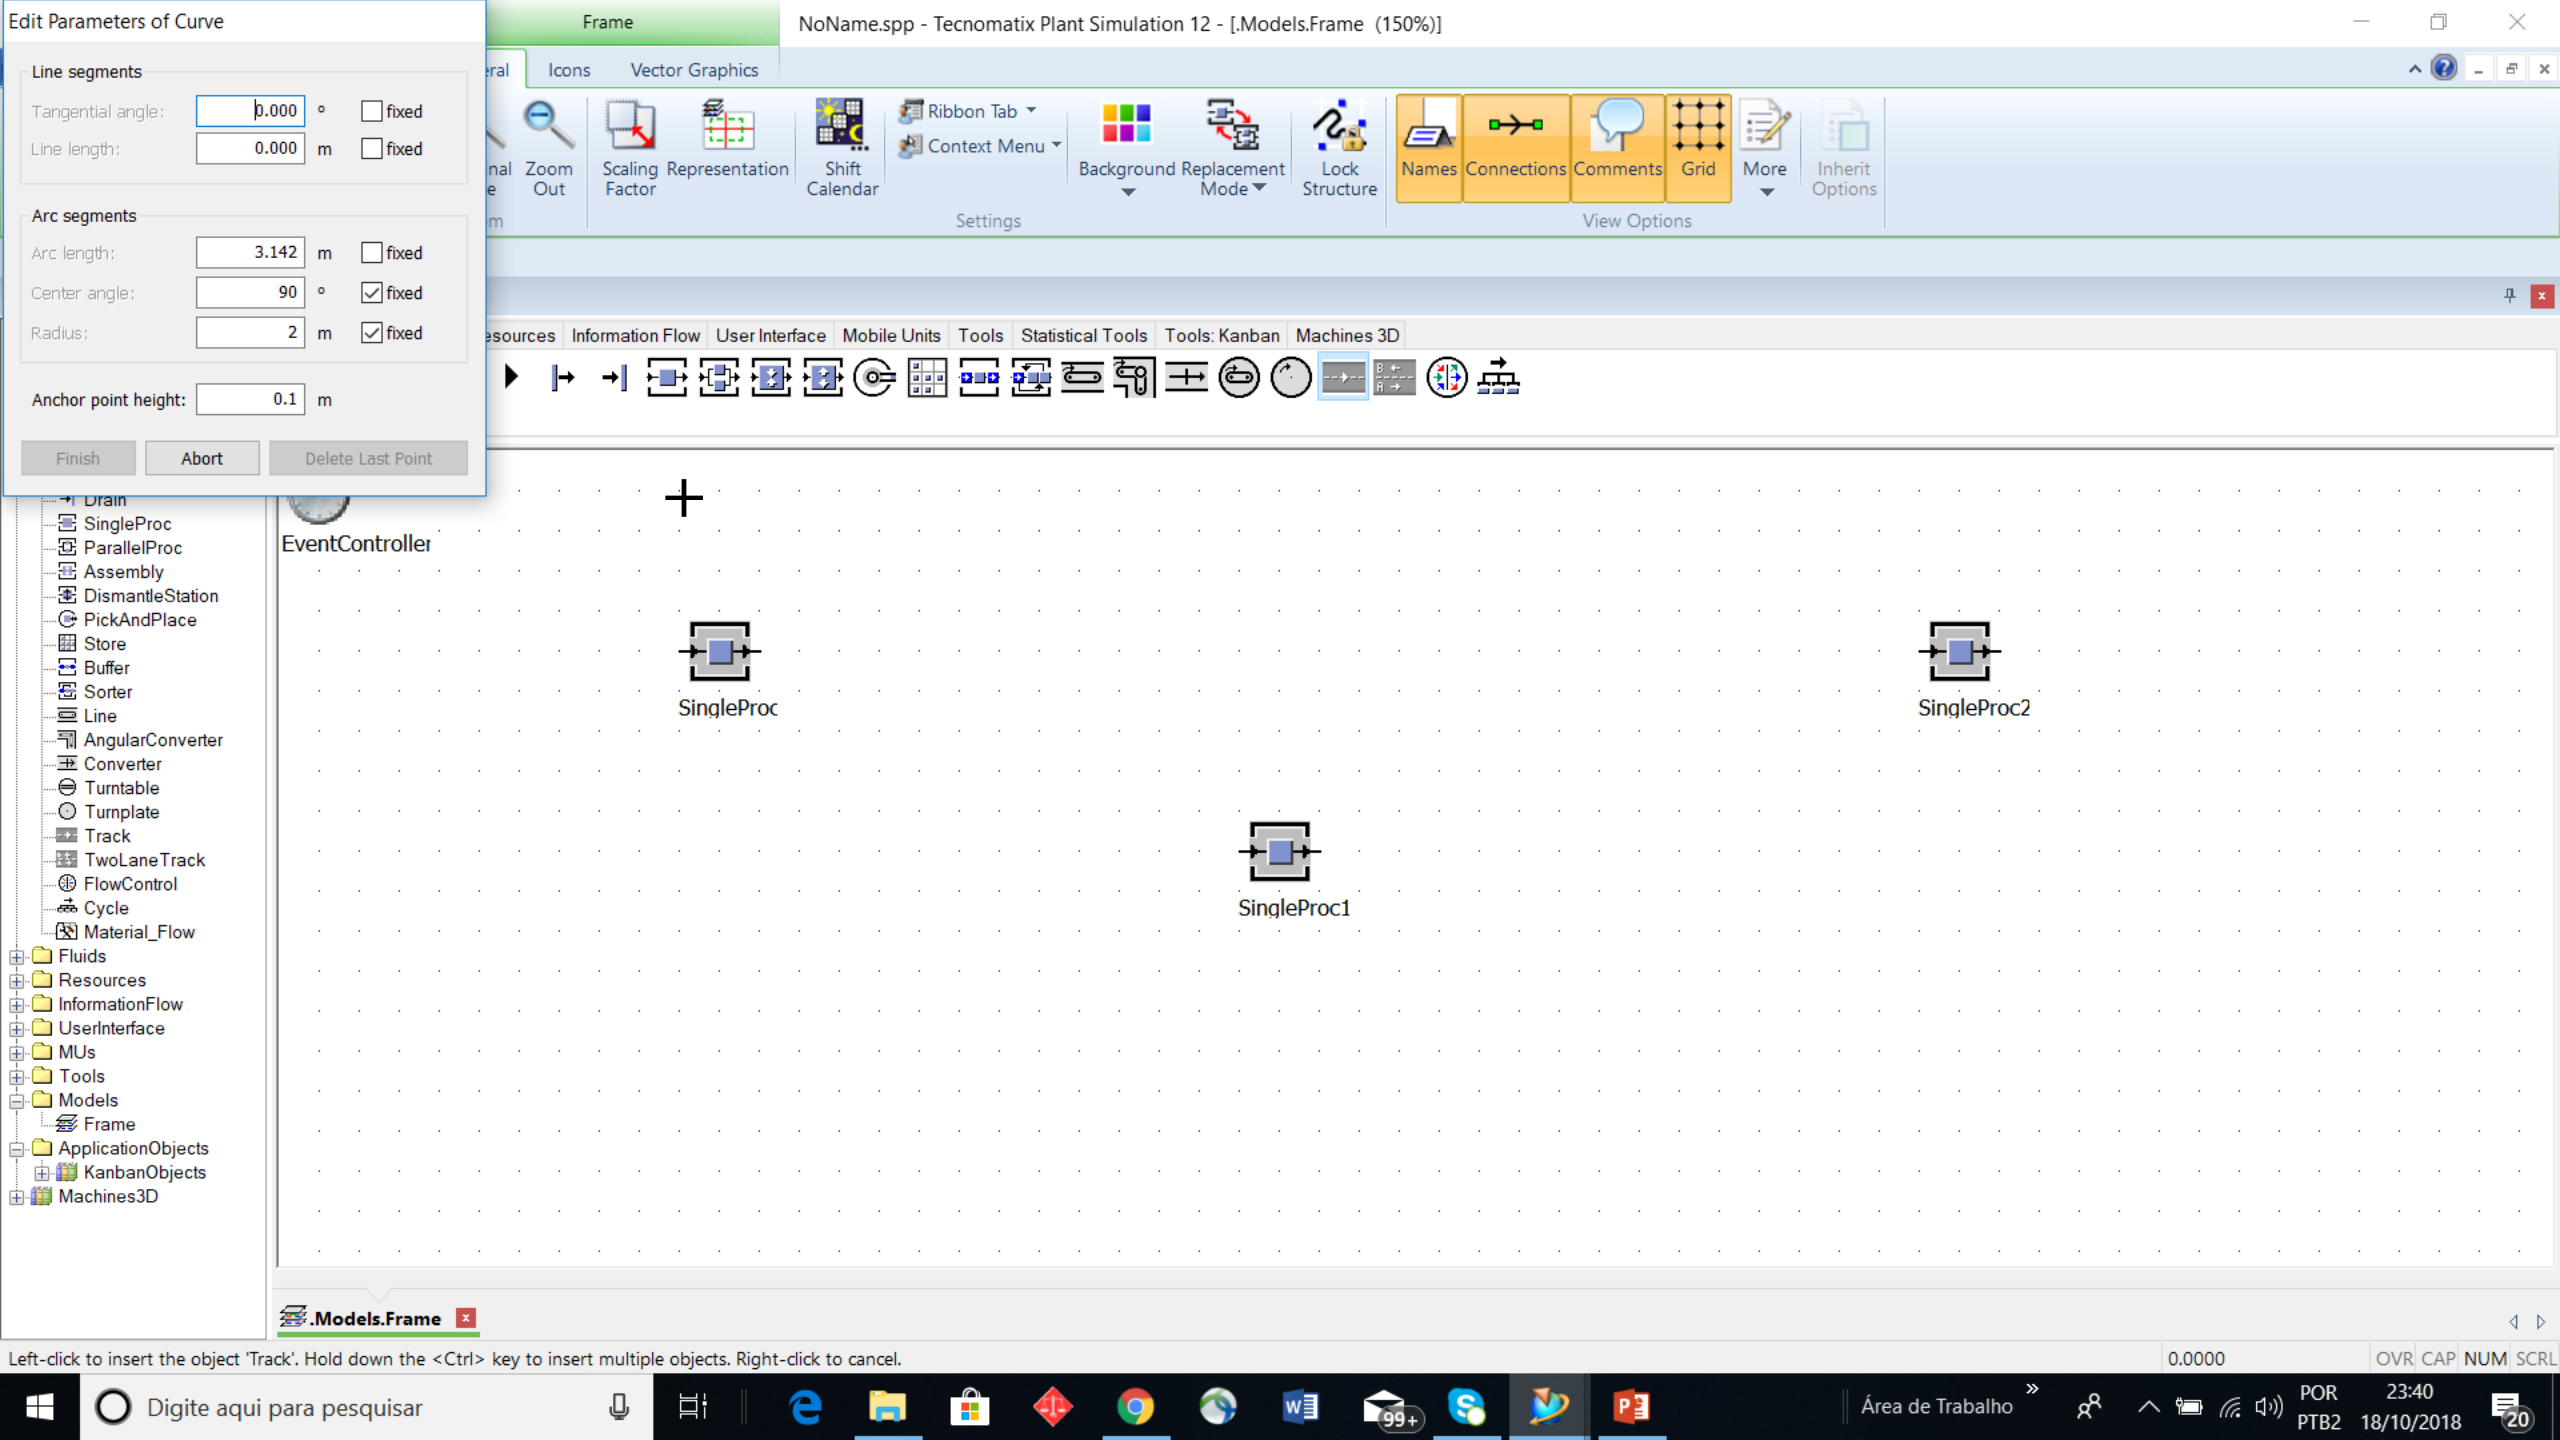 Edit Parameters of Curve
Frame
NoName.spp - Tecnomatix Plant Simulation 12 - [.Models.Frame (150%)]
Line segments
Tangential angle: 0.000 ° fixed
Line length: 0.000 m fixed
Arc segments
Arc length: 3.142 m fixed
Center angle: 90 ° fixed
Radius: 2 m fixed
Anchor point height: 0.1 m
Finish Abort Delete Last Point
eral Icons Vector Graphics
nal
e
Zoom
Out
Scaling
Factor
Representation
Shift
Calendar
Ribbon Tab
Context Menu
Background
Replacement
Mode
Lock
Structure
Names
Connections
Comments
Grid
More
Inherit
Options
m
Settings
View Options
esources Information Flow User Interface Mobile Units Tools Statistical Tools Tools: Kanban Machines 3D
B
A
Drain
SingleProc
ParallelProc
Assembly
DismantleStation
PickAndPlace
Store
Buffer
Sorter
Line
AngularConverter
Converter
Turntable
Turnplate
Track
TwoLaneTrack
FlowControl
Cycle
Material_Flow
Fluids
Resources
InformationFlow
UserInterface
MUs
Tools
Models
Frame
ApplicationObjects
KanbanObjects
Machines3D
EventController
SingleProc
SingleProc2
SingleProc1
.Models.Frame
Left-click to insert the object 'Track'. Hold down the <Ctrl> key to insert multiple objects. Right-click to cancel.
0.0000
OVR CAP NUM SCRL
Digite aqui para pesquisar
99+
Área de Trabalho
POR
PTB2
23:40
18/10/2018
20